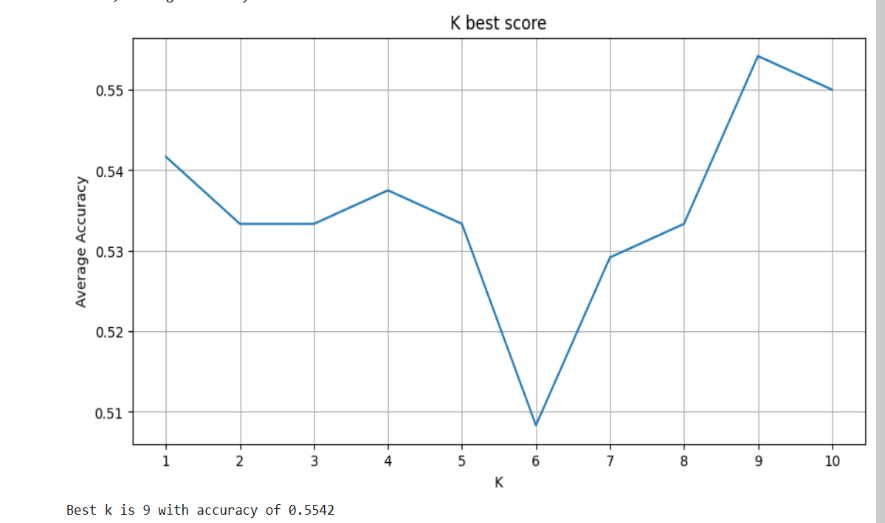 K best score
0.55
0.54
0.53
0.52
0.51
Average Accuracy
1 2 3 4 5 6 7 8 9 10
K
Best k is 9 with accuracy of 0.5542